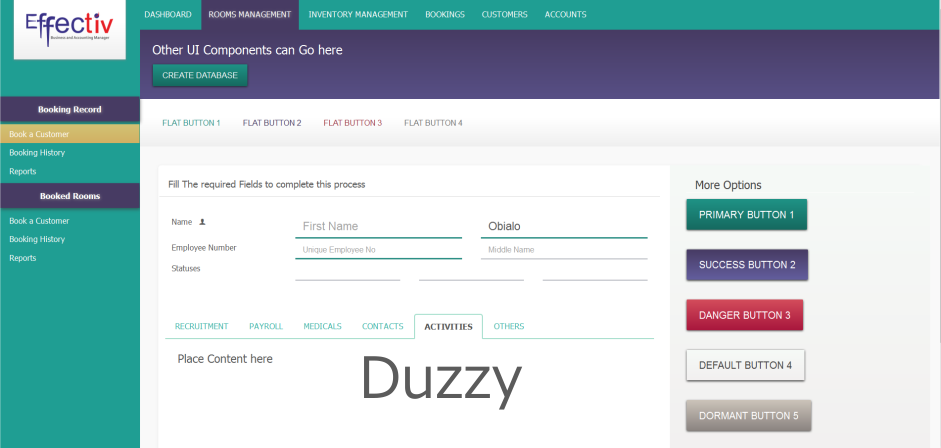 Effectiv
Business and Accounting Manager
DASHBOARD ROOMS MANAGEMENT INVENTORY MANAGEMENT BOOKINGS CUSTOMERS ACCOUNTS
Other UI Components can Go here
CREATE DATABASE
Booking Record
Book a Customer
Booking History
Reports
Booked Rooms
Book a Customer
Booking History
Reports
FLAT BUTTON 1 FLAT BUTTON 2 FLAT BUTTON 3 FLAT BUTTON 4
Fill The required Fields to complete this process
Name First Name Obialo
Employee Number Unique Employee No Middle Name
Statuses
RECRUITMENT PAYROLL MEDICALS CONTACTS ACTIVITIES OTHERS
Place Content here
Duzzy
More Options
PRIMARY BUTTON 1
SUCCESS BUTTON 2
DANGER BUTTON 3
DEFAULT BUTTON 4
DORMANT BUTTON 5